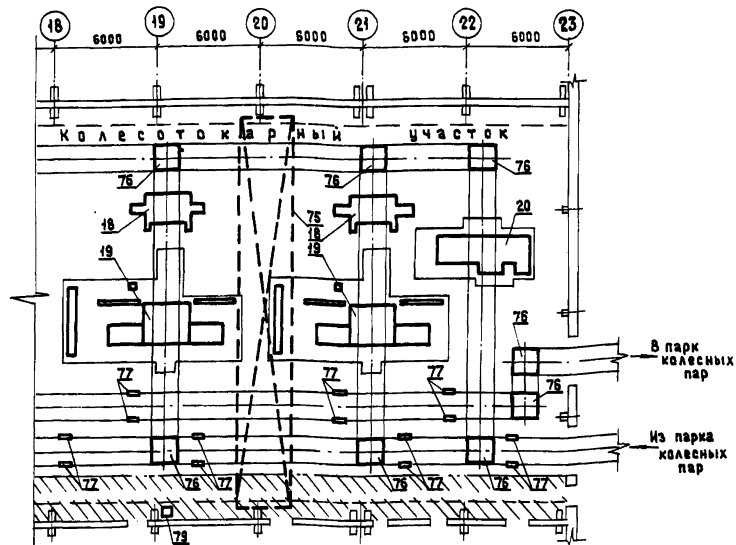 18 19 20 21 22 23
6000 6000 6000 6000 6000
Колесотокарный участок
76 76 76
18 75 18 20
19 19
76
В парк
колесных
пар
77 77 77
76
Из парка
колесных
пар
77 76 77 76 77 76 77
79